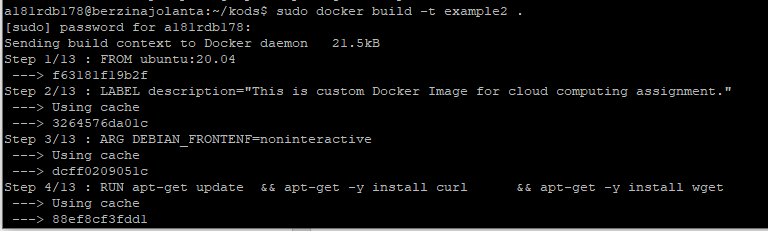 a181rdb178@berzinajolanta:~/kods$ sudo docker build -t example2 .
[sudo] password for a181rdb178:
Sending build context to Docker daemon   21.5kB
Step 1/13 : FROM ubuntu:20.04
 ---> f63181f19b2f
Step 2/13 : LABEL description="This is custom Docker Image for cloud computing assignment."
 ---> Using cache
 ---> 3264576da01c
Step 3/13 : ARG DEBIAN_FRONTENF=noninteractive
 ---> Using cache
 ---> dcff0209051c
Step 4/13 : RUN apt-get update  && apt-get -y install curl      && apt-get -y install wget
 ---> Using cache
 ---> 88ef8cf3fdd1